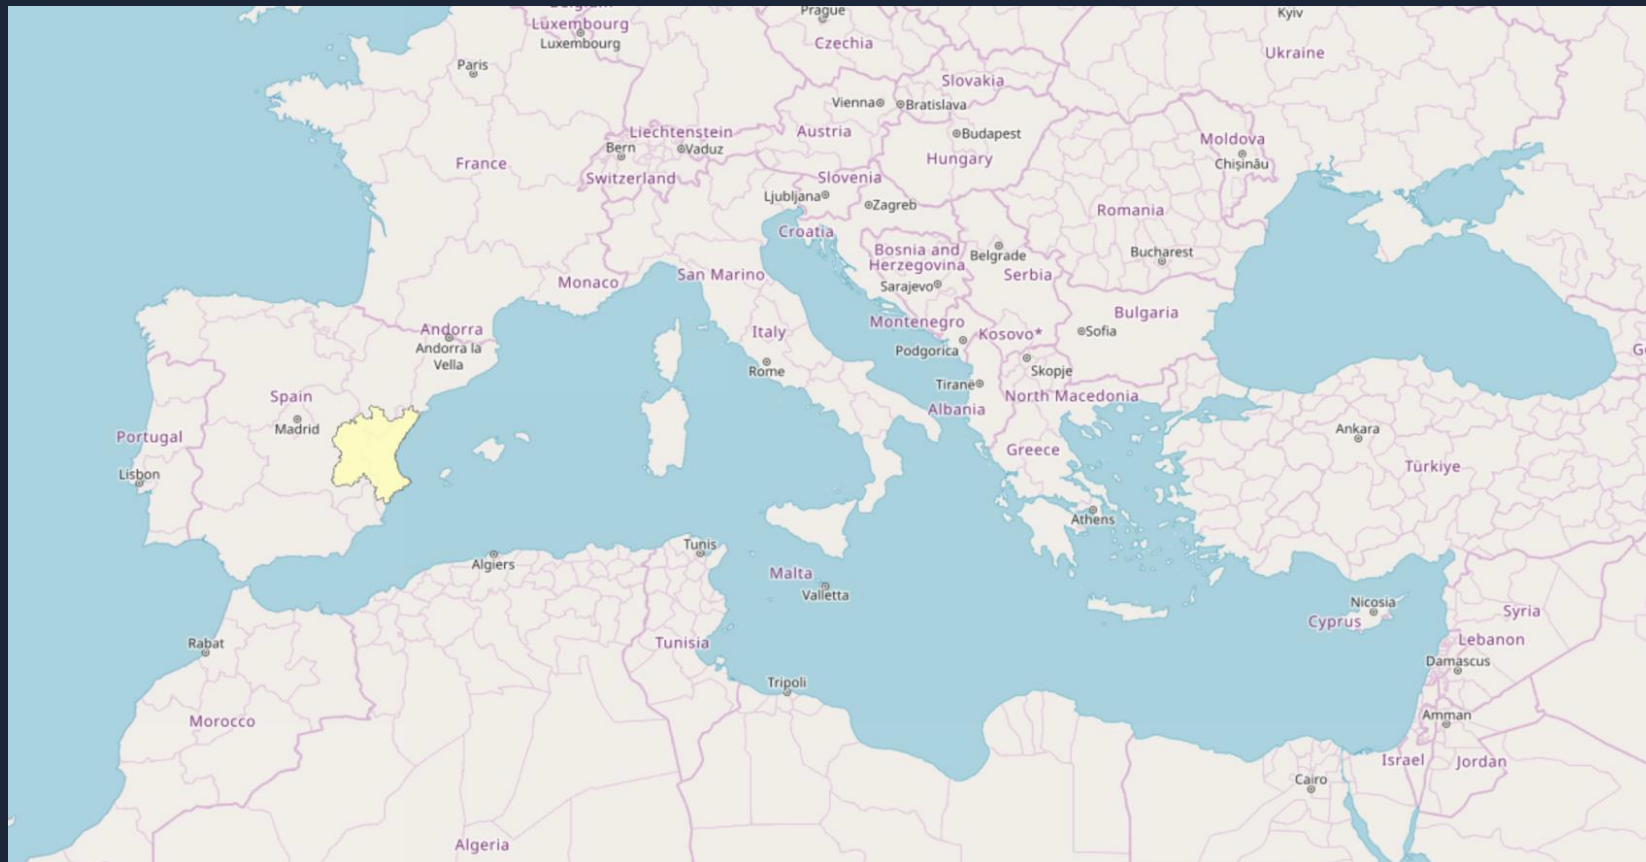 Belgium
Luxembourg
Luxembourg
Prague
Czechia
Kyiv
Ukraine
Paris
Slovakia
Vienna
Bratislava
Austria
Budapest
Hungary
Moldova
Chișinău
Liechtenstein
Vaduz
Bern
Switzerland
France
Slovenia
Ljubljana
Zagreb
Croatia
Romania
Bucharest
Bosnia and
Herzegovina
Sarajevo
Belgrade
Serbia
San Marino
Monaco
Bulgaria
Sofia
Montenegro
Kosovo*
Podgorica
Andorra
Andorra la
Vella
Italy
Rome
Skopje
North Macedonia
Tiranë
Albania
Spain
Madrid
Portugal
Lisbon
Greece
Athens
Ankara
Türkiye
Algiers
Tunis
Malta
Valletta
Nicosia
Cyprus
Syria
Lebanon
Damascus
Rabat
Tunisia
Tripoli
Morocco
Amman
Israel
Jordan
Cairo
Algeria